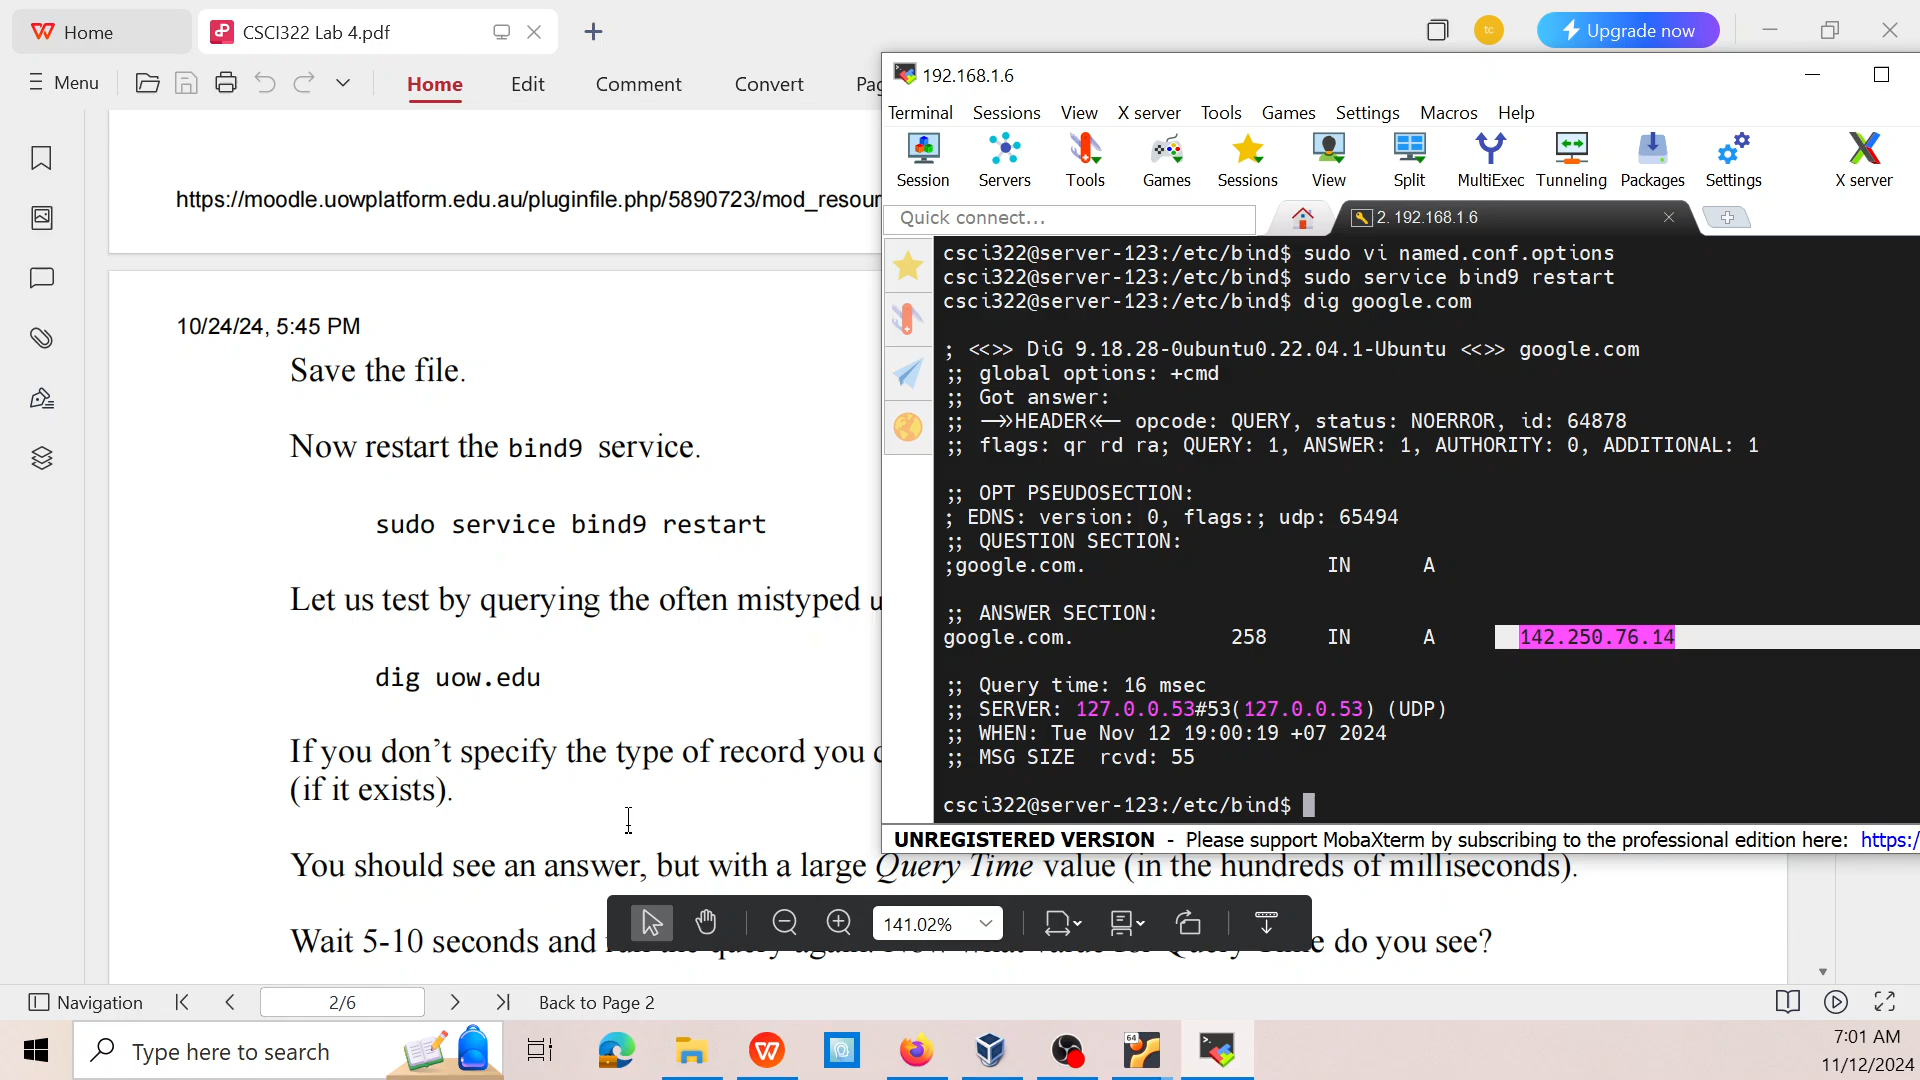 Home
CSCI322 Lab 4.pdf
tc
Upgrade now
Menu
Home
Edit
Comment
Convert
https://moodle.uowplatform.edu.au/pluginfile.php/5890723/mod_resour
10/24/24, 5:45 PM
Save the file.
Now restart the bind9 service.
sudo service bind9 restart
Let us test by querying the often mistyped u
dig uow.edu
If you don’t specify the type of record you
(if it exists).
You should see an answer, but with a large Query Time value (in the hundreds of milliseconds).
Wait 5-10 seconds and run the query again. Now what value for Query Time do you see?
141.02%
Navigation
2/6
Back to Page 2
192.168.1.6
Terminal Sessions View X server Tools Games Settings Macros Help
Session Servers Tools Games Sessions View Split MultiExec Tunneling Packages Settings X server
Quick connect...
2. 192.168.1.6
csci322@server-123:/etc/bind$ sudo vi named.conf.options
csci322@server-123:/etc/bind$ sudo service bind9 restart
csci322@server-123:/etc/bind$ dig google.com
; <<>> DiG 9.18.28-0ubuntu0.22.04.1-Ubuntu <<>> google.com
;; global options: +cmd
;; Got answer:
;; ->>HEADER<<- opcode: QUERY, status: NOERROR, id: 64878
;; flags: qr rd ra; QUERY: 1, ANSWER: 1, AUTHORITY: 0, ADDITIONAL: 1
;; OPT PSEUDOSECTION:
; EDNS: version: 0, flags:; udp: 65494
;; QUESTION SECTION:
;google.com. IN A
;; ANSWER SECTION:
google.com. 258 IN A 142.250.76.14
;; Query time: 16 msec
;; SERVER: 127.0.0.53#53(127.0.0.53) (UDP)
;; WHEN: Tue Nov 12 19:00:19 +07 2024
;; MSG SIZE rcvd: 55
csci322@server-123:/etc/bind$
UNREGISTERED VERSION - Please support MobaXterm by subscribing to the professional edition here: https:/
Type here to search
64
7:01 AM
11/12/2024